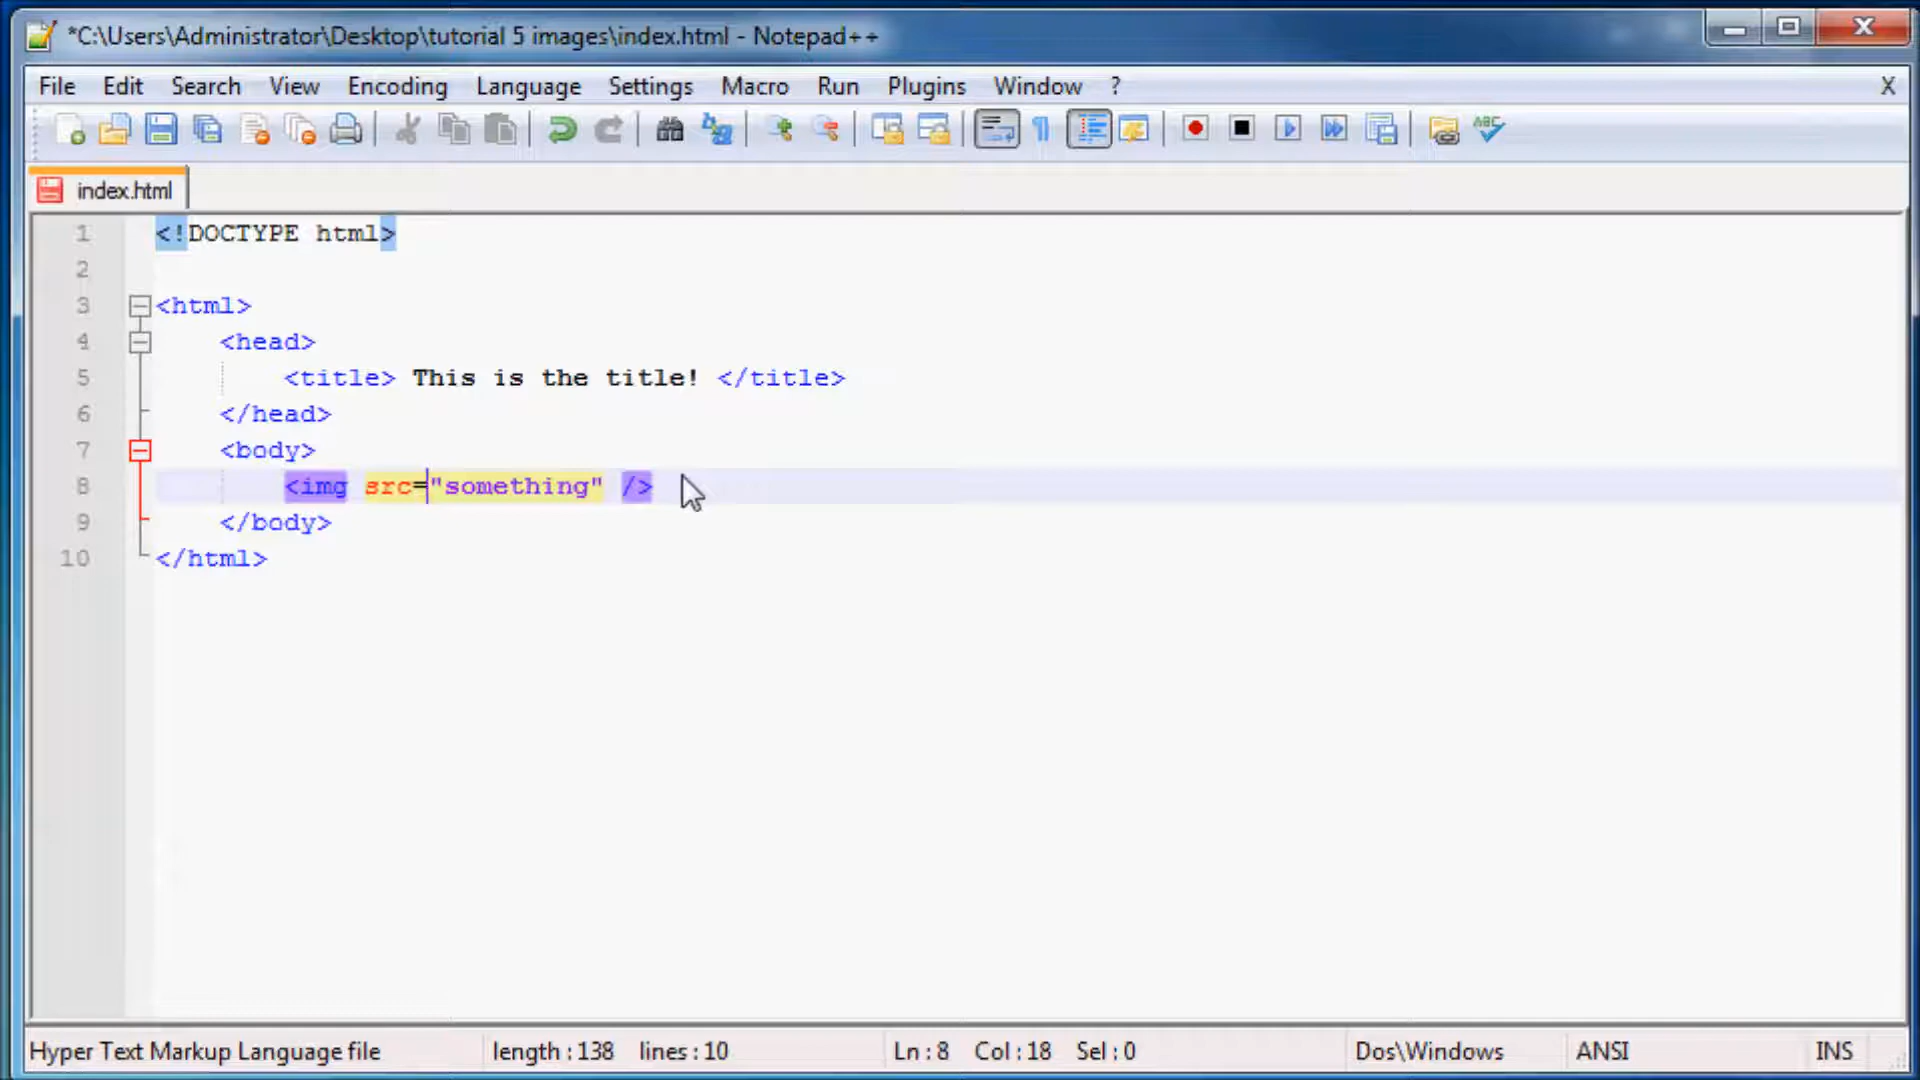 *C:\Users\Administrator\Desktop\tutorial 5 images\index.html - Notepad++
File Edit Search View Encoding Language Settings Macro Run Plugins Window ? X
ABC
index.html
1 <!DOCTYPE html>
2
3 <html>
4 <head>
5 <title> This is the title! </title>
6 </head>
7 <body>
8 <img src="something" />
9 </body>
10 </html>
Hyper Text Markup Language file length : 138 lines : 10 Ln : 8 Col : 18 Sel : 0 Dos\Windows ANSI INS